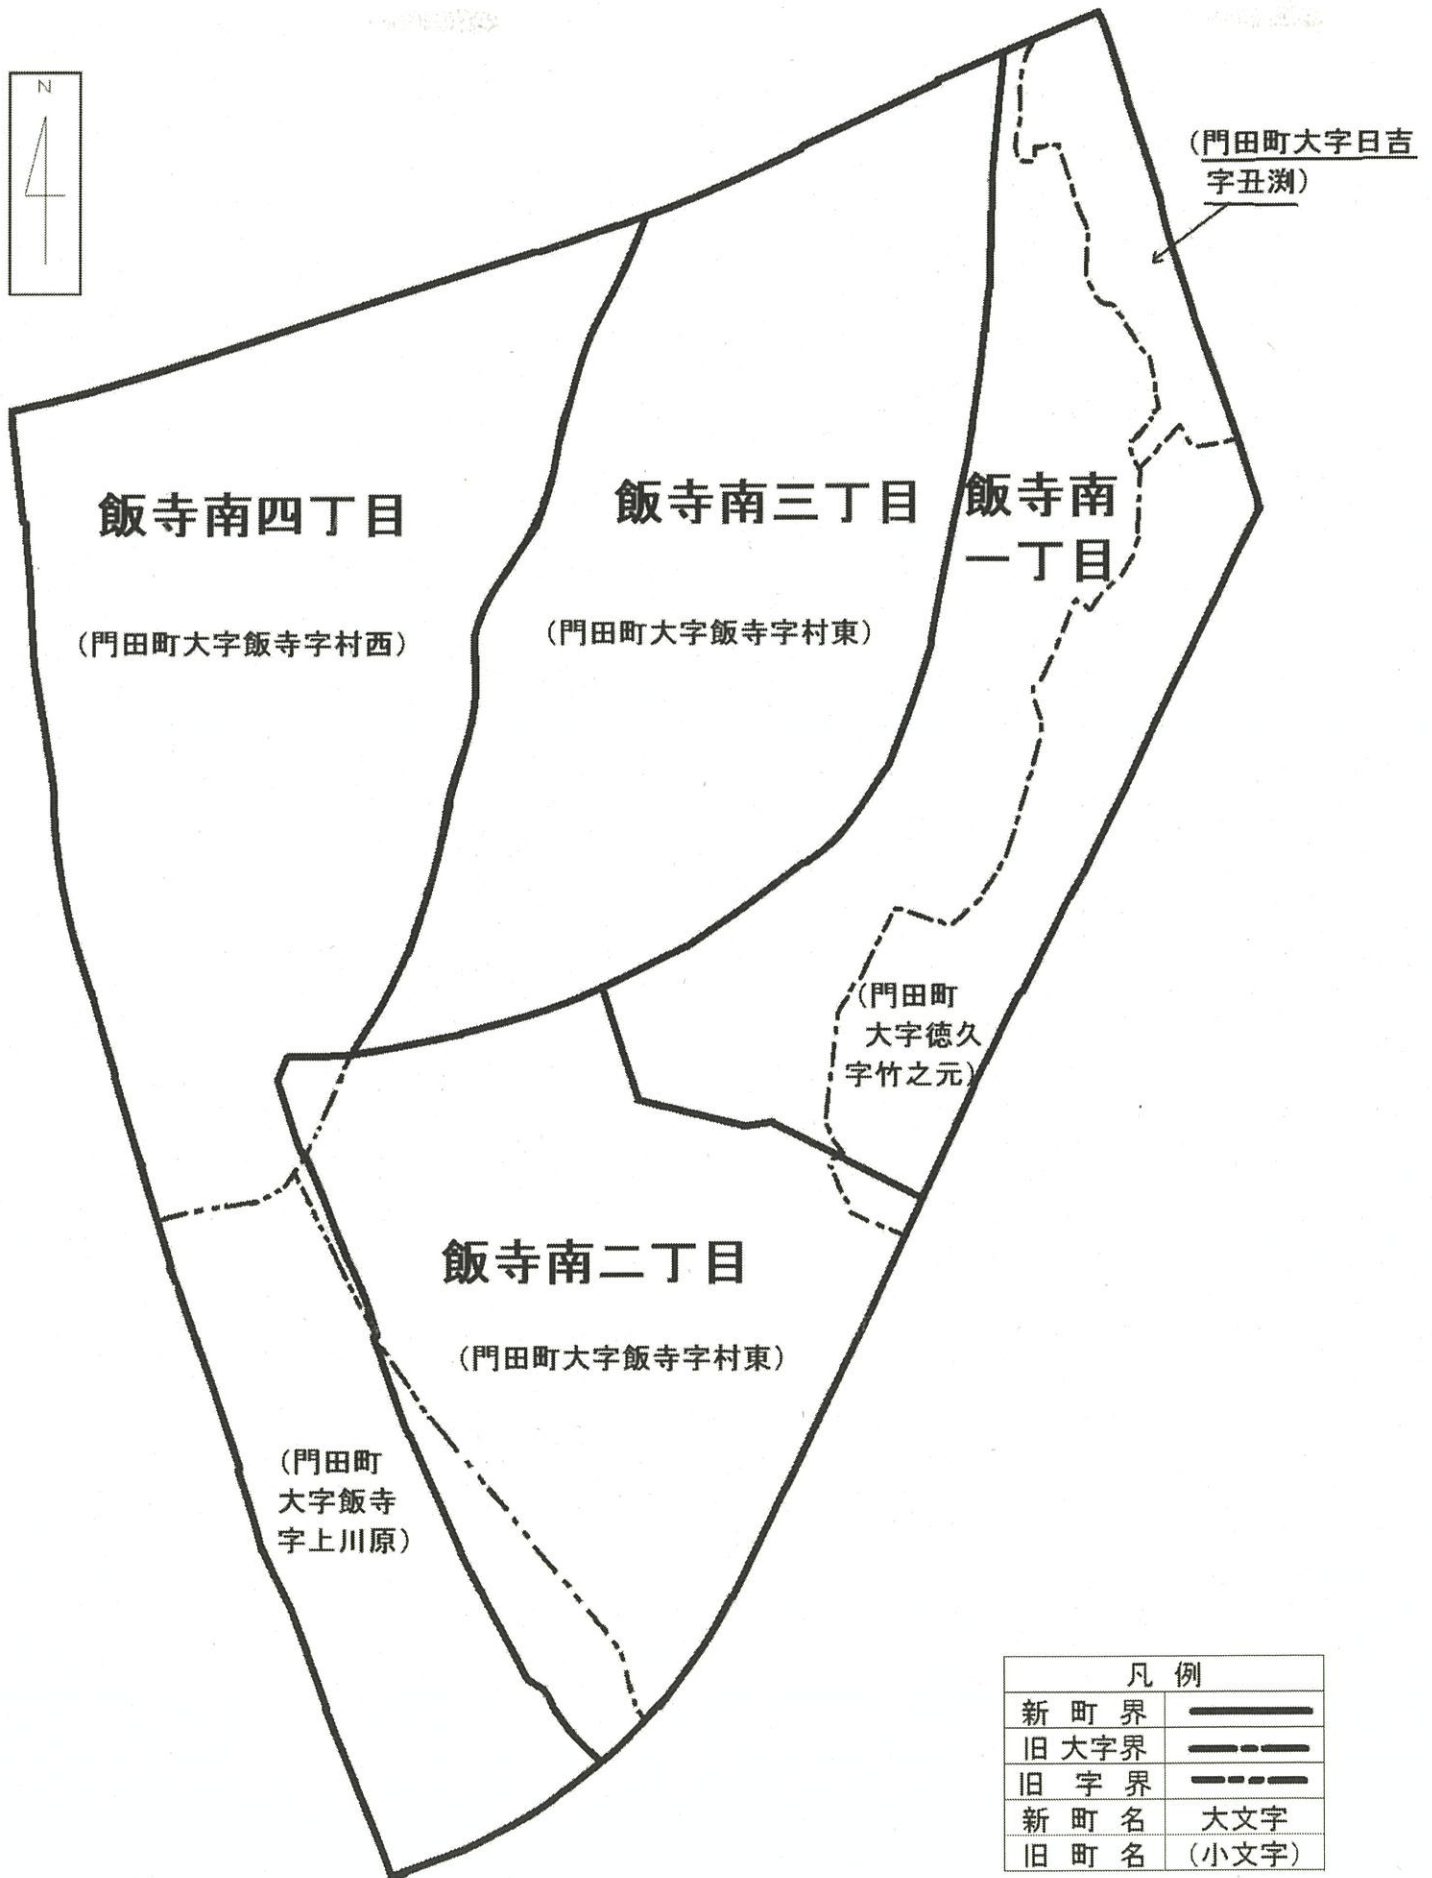 N
(門田町大字日吉
字丑渕)
飯寺南四丁目
飯寺南三丁目
飯寺南
一丁目
(門田町大字飯寺字村西)
(門田町大字飯寺字村東)
(門田町
大字徳久
字竹之元)
飯寺南二丁目
(門田町大字飯寺字村東)
(門田町
大字飯寺
字上川原)
凡 例
新 町 界
旧 大字界
旧 字 界
新 町 名 大文字
旧 町 名 (小文字)